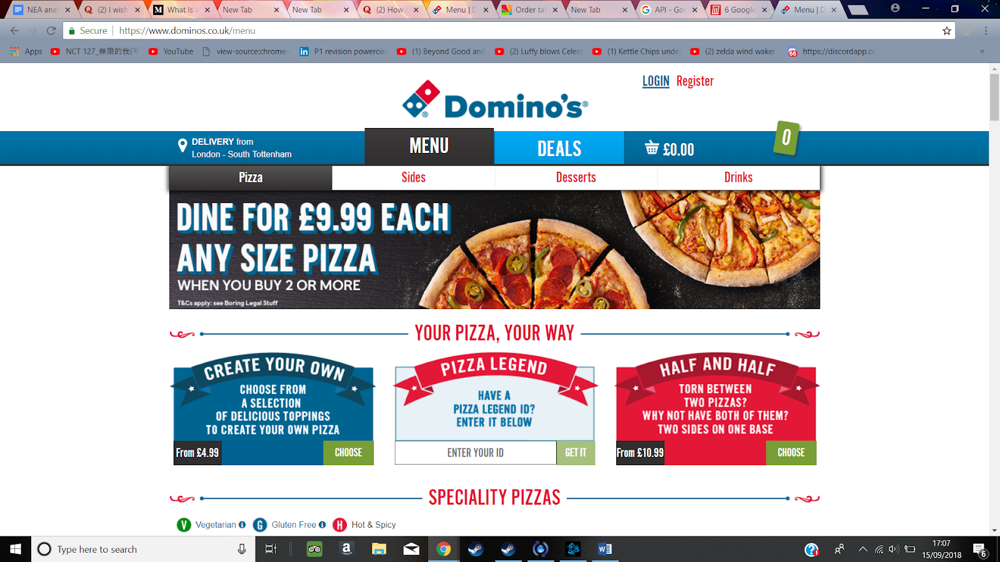 NEA anal
(2) I wish
What Is a
New Tab
New Tab
(2) How
Menu | D
Order tak
New Tab
API - Goo
6 Google
Menu | D
Secure
https://www.dominos.co.uk/menu
Apps
NCT 127_無限的我(무
YouTube
view-source:chrome-
P1 revision poweroint
(1) Beyond Good and
(2) Luffy blows Celest
(1) Kettle Chips unde
(2) zelda wind waker
https://discordapp.co
LOGIN Register
Domino's®
DELIVERY from
London - South Tottenham
MENU
DEALS
£0.00
0
Pizza
Sides
Desserts
Drinks
DINE FOR £9.99 EACH
ANY SIZE PIZZA
WHEN YOU BUY 2 OR MORE
T&Cs apply: see Boring Legal Stuff
YOUR PIZZA, YOUR WAY
CREATE YOUR OWN
CHOOSE FROM
A SELECTION
OF DELICIOUS TOPPINGS
TO CREATE YOUR OWN PIZZA
From £4.99
CHOOSE
PIZZA LEGEND
HAVE A
PIZZA LEGEND ID?
ENTER IT BELOW
ENTER YOUR ID
GET IT
HALF AND HALF
TORN BETWEEN
TWO PIZZAS?
WHY NOT HAVE BOTH OF THEM?
TWO SIDES ON ONE BASE
From £10.99
CHOOSE
SPECIALITY PIZZAS
V Vegetarian
G Gluten Free
H Hot & Spicy
Type here to search
17:07
15/09/2018
6